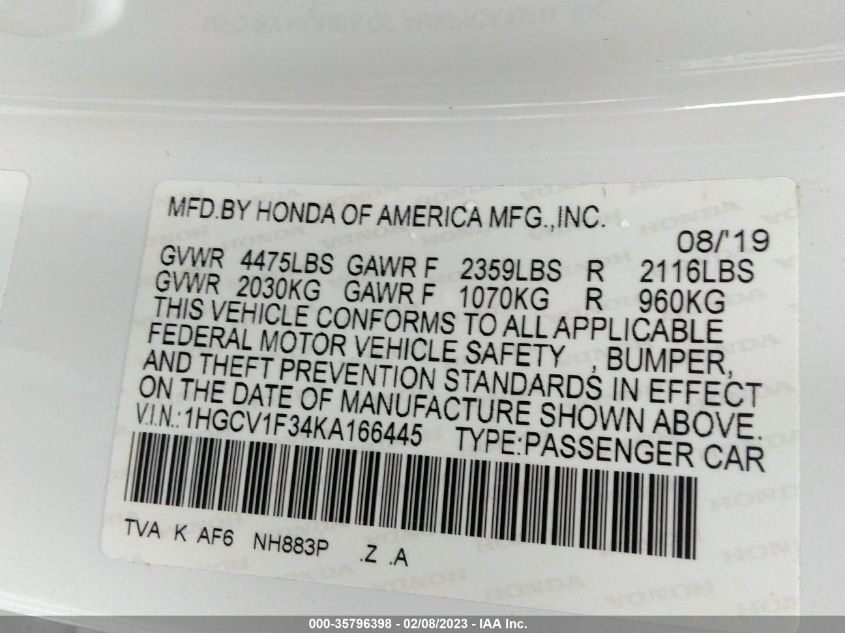 MFD.BY HONDA OF AMERICA MFG.,INC.
08/'19
GVWR 4475LBS GAWR F 2359LBS R 2116LBS
GVWR 2030KG GAWR F 1070KG R 960KG
THIS VEHICLE CONFORMS TO ALL APPLICABLE
FEDERAL MOTOR VEHICLE SAFETY , BUMPER,
AND THEFT PREVENTION STANDARDS IN EFFECT
ON THE DATE OF MANUFACTURE SHOWN ABOVE.
V.I.N.:1HGCV1F34KA166445 TYPE:PASSENGER CAR
TVA K AF6 NH883P .Z .A
HONDA
000-35796398 - 02/08/2023 - © IAA Inc.